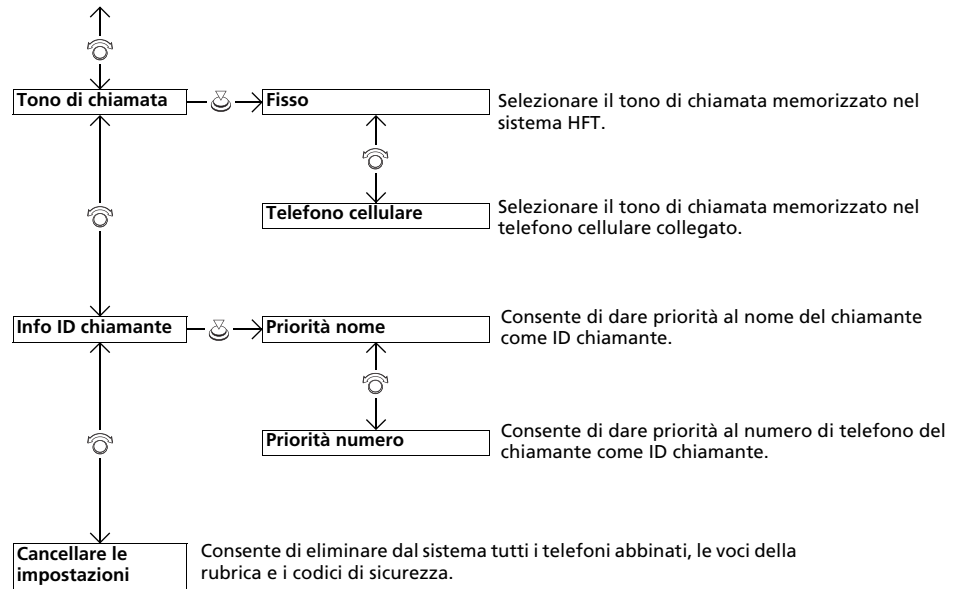 Tono di chiamata
Fisso
Selezionare il tono di chiamata memorizzato nel
sistema HFT.
Telefono cellulare
Selezionare il tono di chiamata memorizzato nel
telefono cellulare collegato.
Info ID chiamante
Priorità nome
Consente di dare priorità al nome del chiamante
come ID chiamante.
Priorità numero
Consente di dare priorità al numero di telefono del
chiamante come ID chiamante.
Cancellare le
impostazioni
Consente di eliminare dal sistema tutti i telefoni abbinati, le voci della
rubrica e i codici di sicurezza.